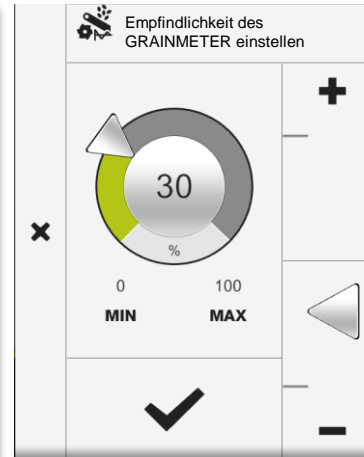 Empfindlichkeit des
GRAINMETER einstellen
30
%
0 100
MIN MAX